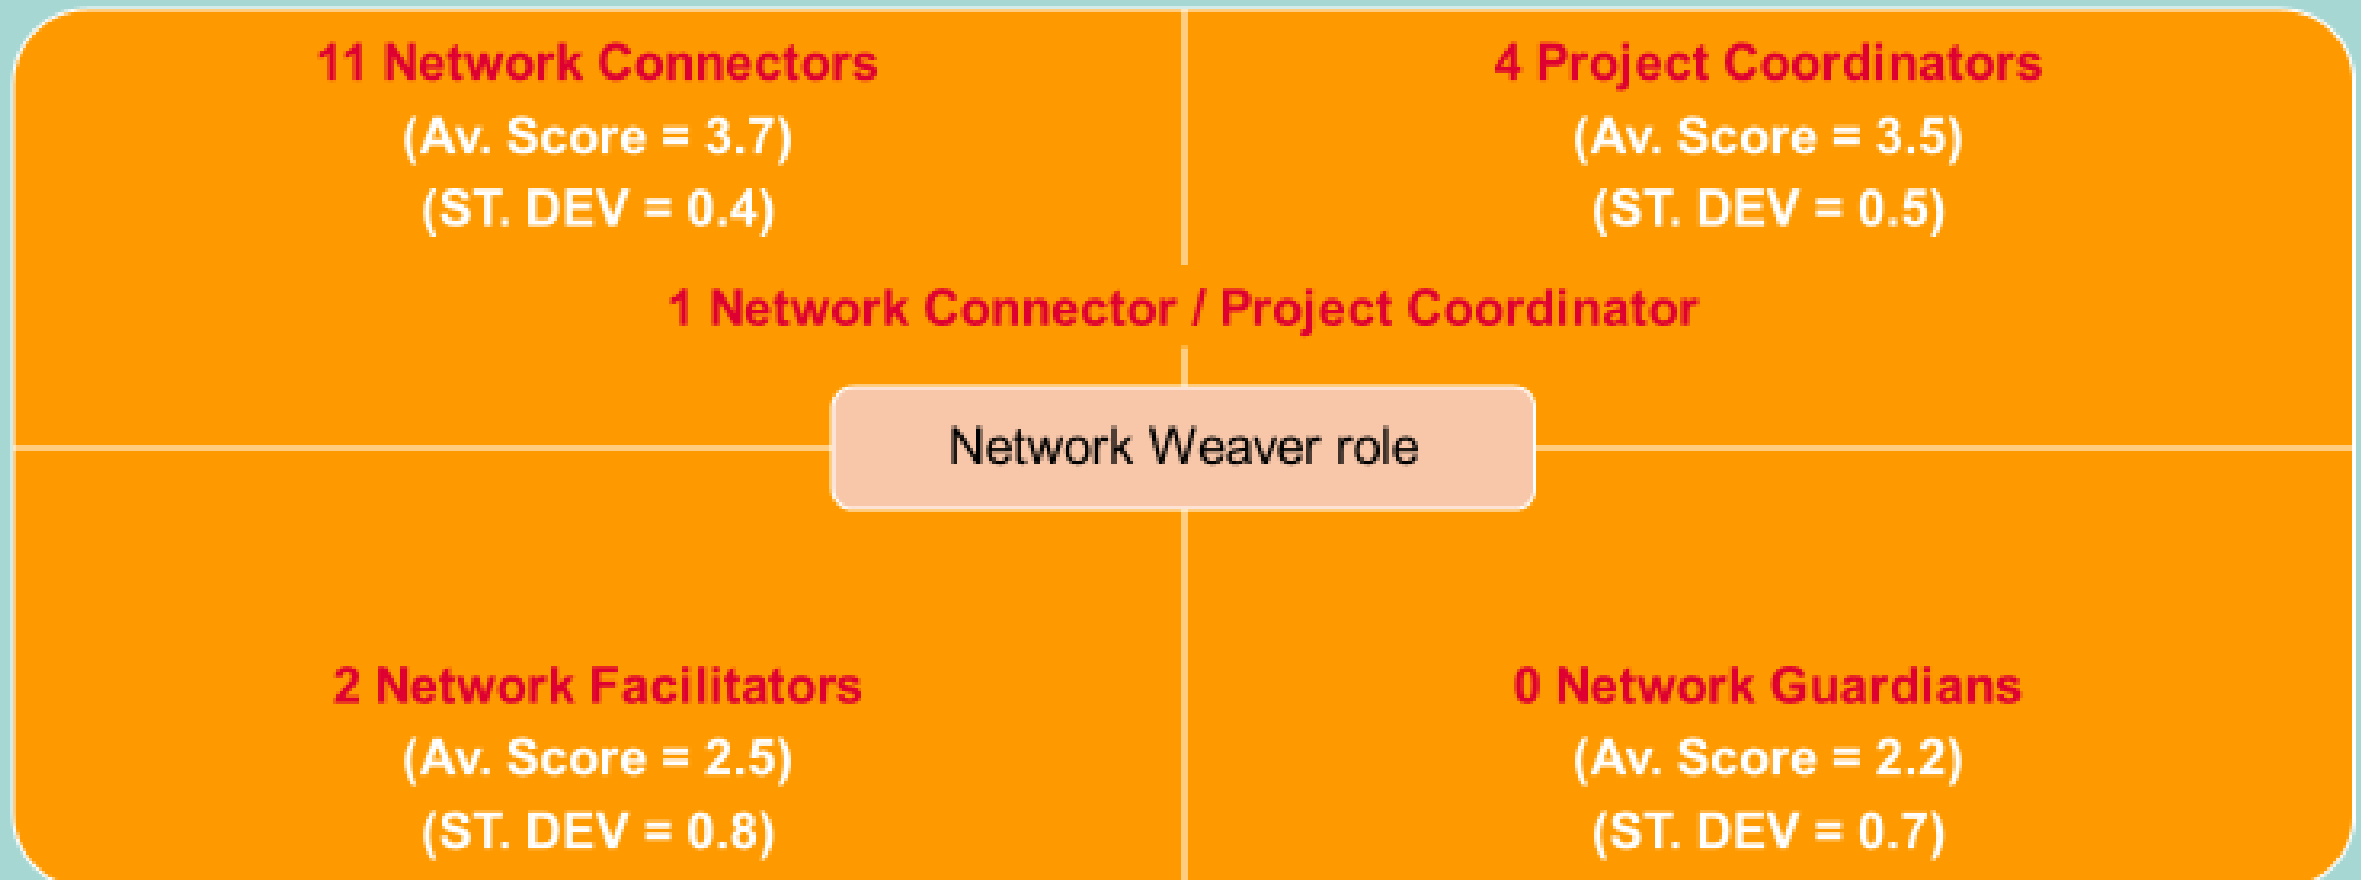 11 Network Connectors
(Av. Score = 3.7)
(ST. DEV = 0.4)
4 Project Coordinators
(Av. Score = 3.5)
(ST. DEV = 0.5)
1 Network Connector / Project Coordinator
Network Weaver role
2 Network Facilitators
(Av. Score = 2.5)
(ST. DEV = 0.8)
0 Network Guardians
(Av. Score = 2.2)
(ST. DEV = 0.7)